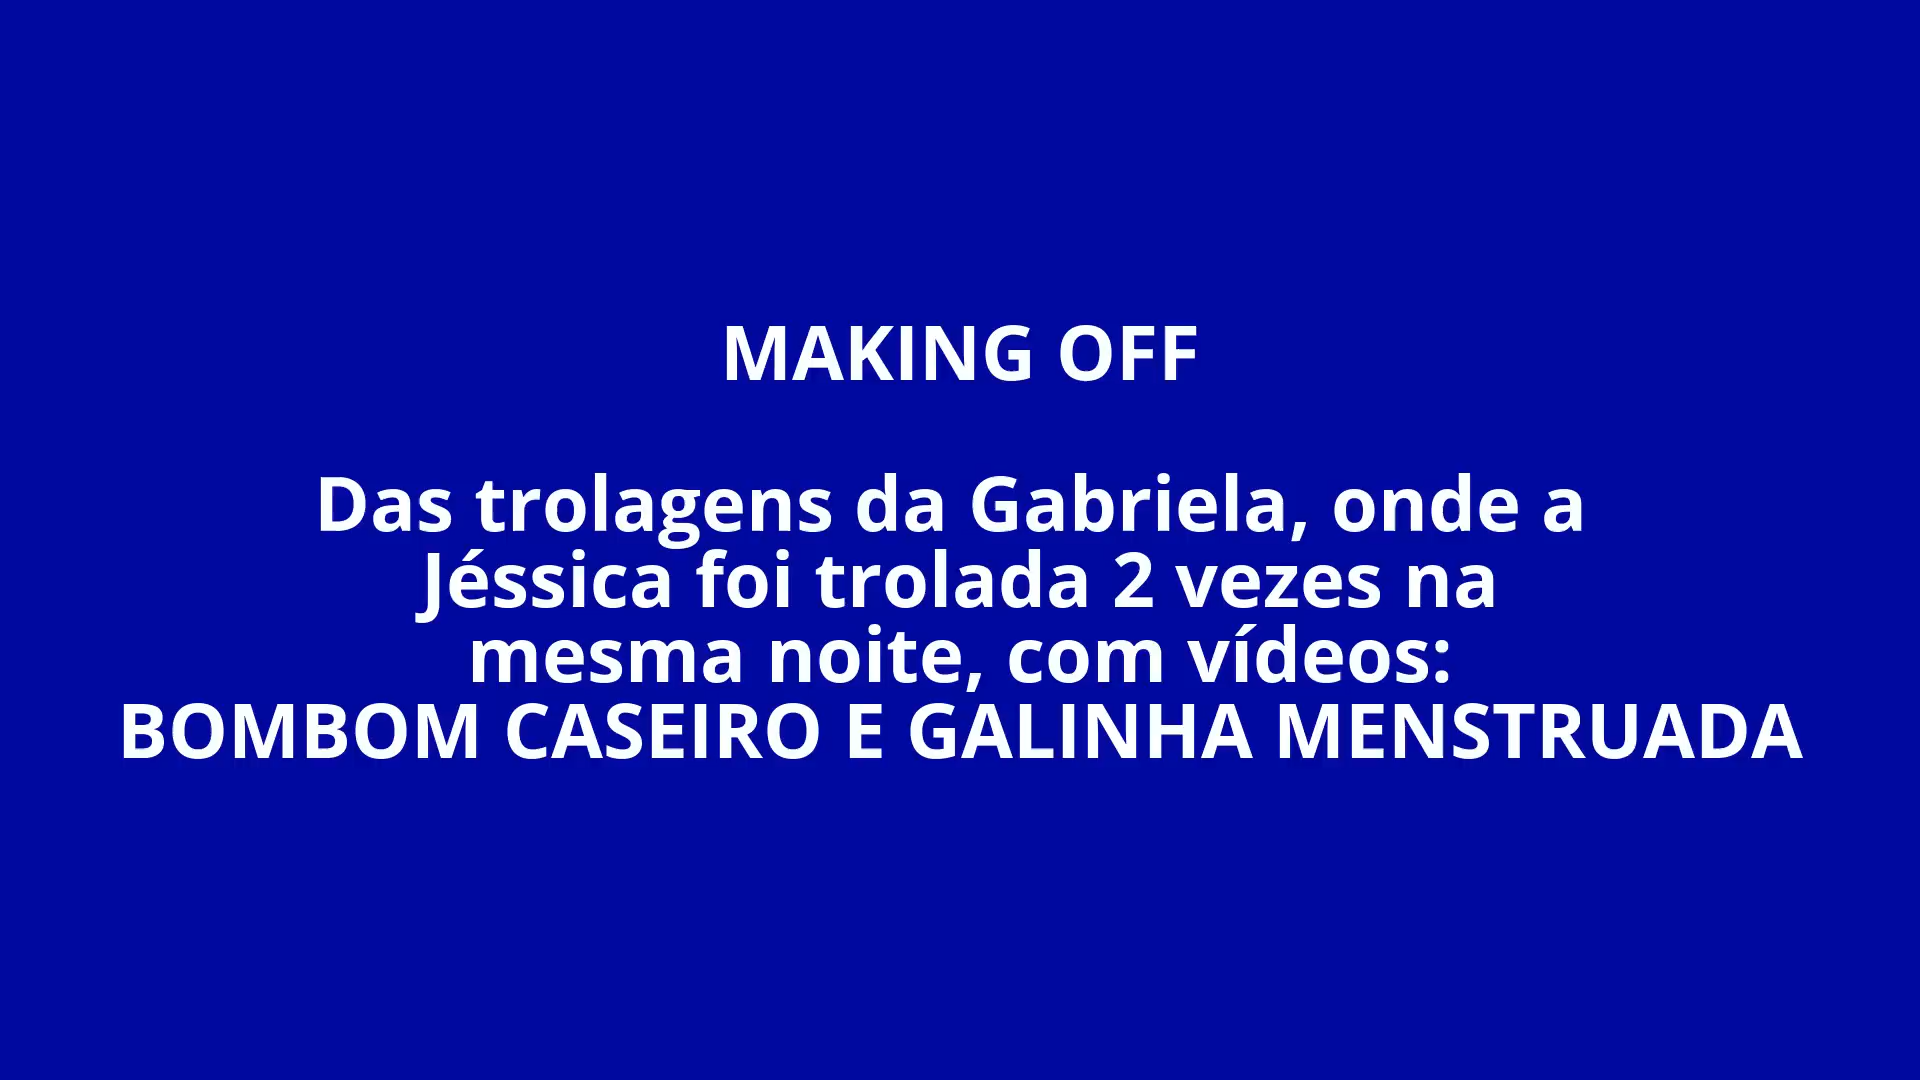 MAKING OFF
Das trolagens da Gabriela, onde a
Jéssica foi trolada 2 vezes na
mesma noite, com vídeos:
BOMBOM CASEIRO E GALINHA MENSTRUADA